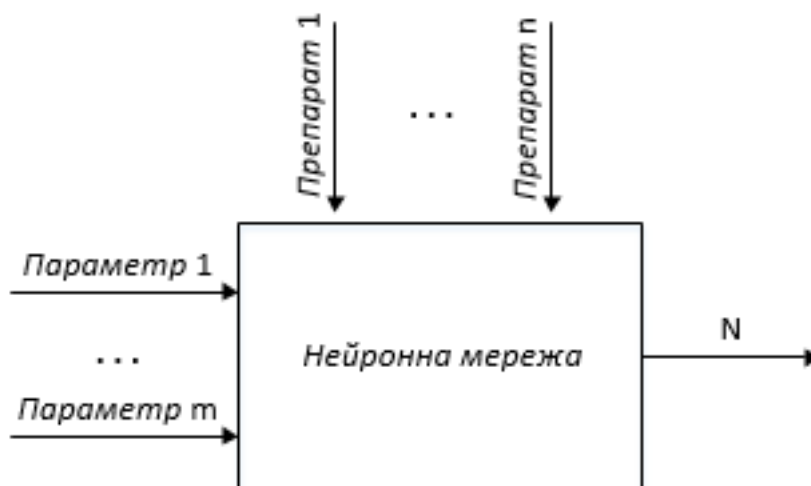 Препарат 1
...
Препарат n
Параметр 1
...
Параметр m
Нейронна мережа
N